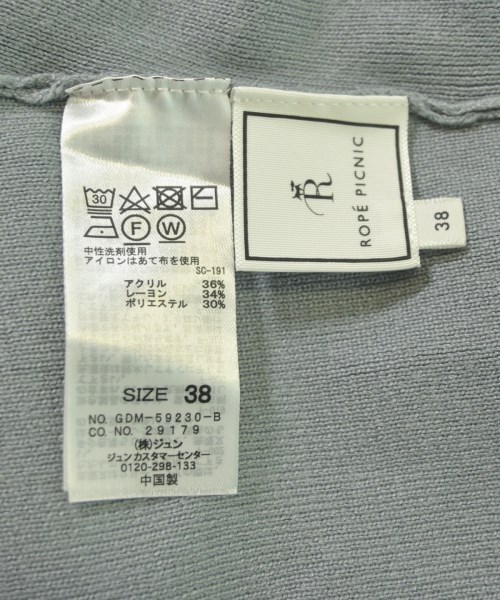 30
F W
中性洗剤使用
アイロンはあて布を使用
SC-191
アクリル 36%
レーヨン 34%
ポリエステル 30%
SIZE 38
NO. GDM-59230-B
CO. NO. 29179
(株)ジュン
ジュン カスタマーセンター
0120-298-133
中国製
R
ROPÉ PICNIC
38